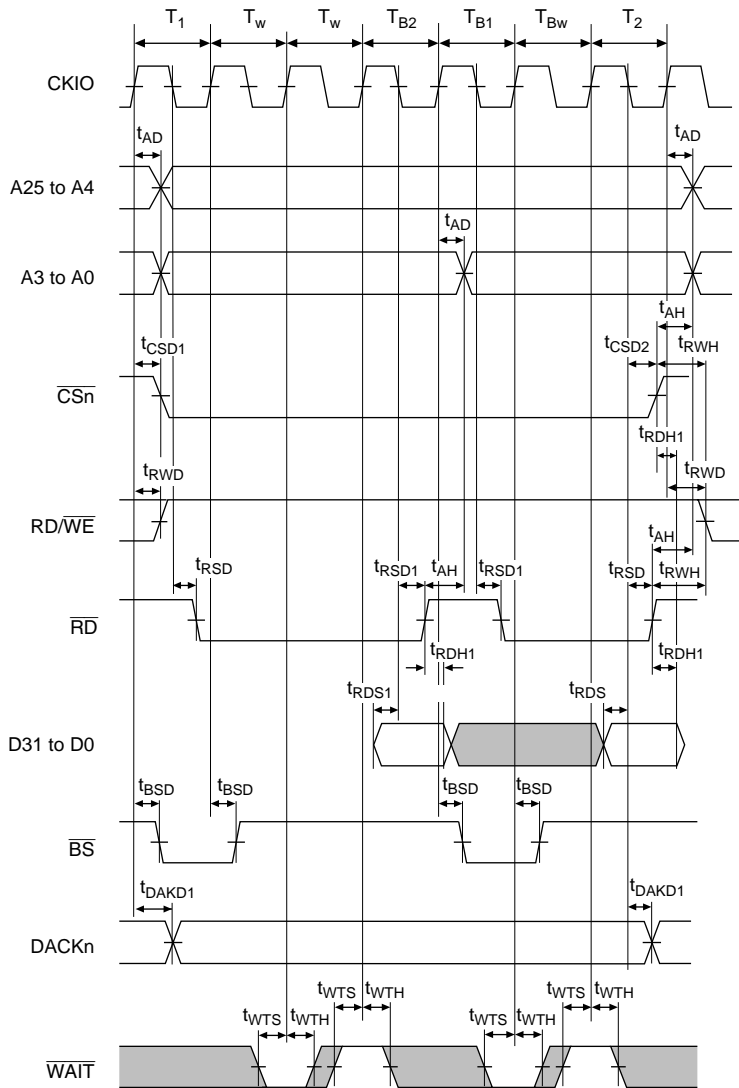 T1 Tw Tw TB2 TB1 TBw T2
CKIO
tAD tAD
A25 to A4
tAD
A3 to A0
tAH
tCSD1 tCSD2 tRWH
CSn
tRDH1
tRWD tRWD
RD/WE
tAH
tRSD tRSD1 tAH tRSD1 tRSD tRWH
RD
tRDH1 tRDH1
tRDS1 tRDS
D31 to D0
tBSD tBSD tBSD tBSD
BS
tDAKD1 tDAKD1
DACKn
tWTS tWTH tWTS tWTH
tWTS tWTH tWTS tWTH
WAIT